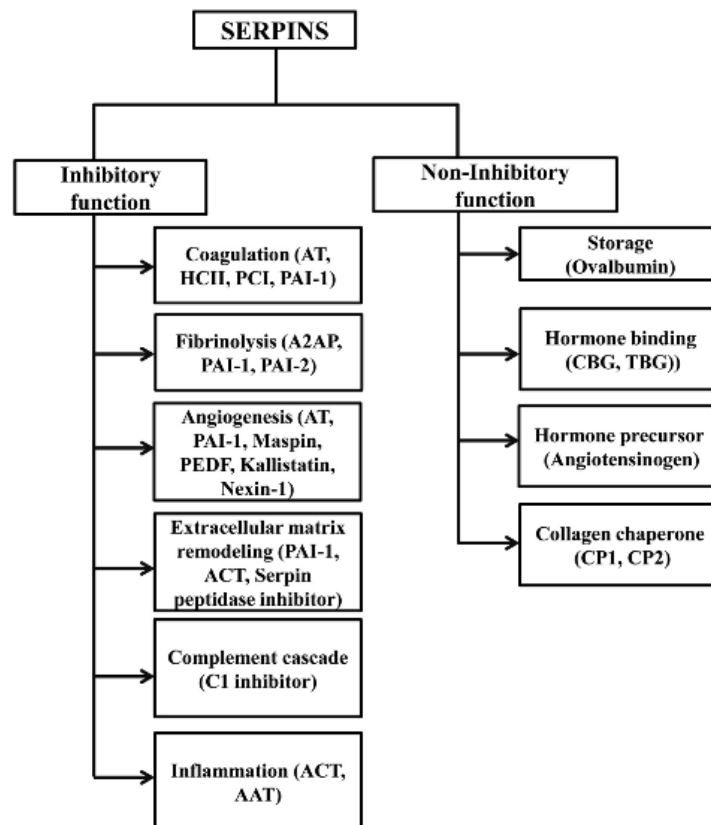 SERPINS
Inhibitory
function
Coagulation (AT,
HCII, PCI, PAI-1)
Fibrinolysis (A2AP,
PAI-1, PAI-2)
Angiogenesis (AT,
PAI-1, Maspin,
PEDF, Kallistatin,
Nexin-1)
Extracellular matrix
remodeling (PAI-1,
ACT, Serpin
peptidase inhibitor)
Complement cascade
(C1 inhibitor)
Inflammation (ACT,
AAT)
Non-Inhibitory
function
Storage
(Ovalbumin)
Hormone binding
(CBG, TBG))
Hormone precursor
(Angiotensinogen)
Collagen chaperone
(CP1, CP2)